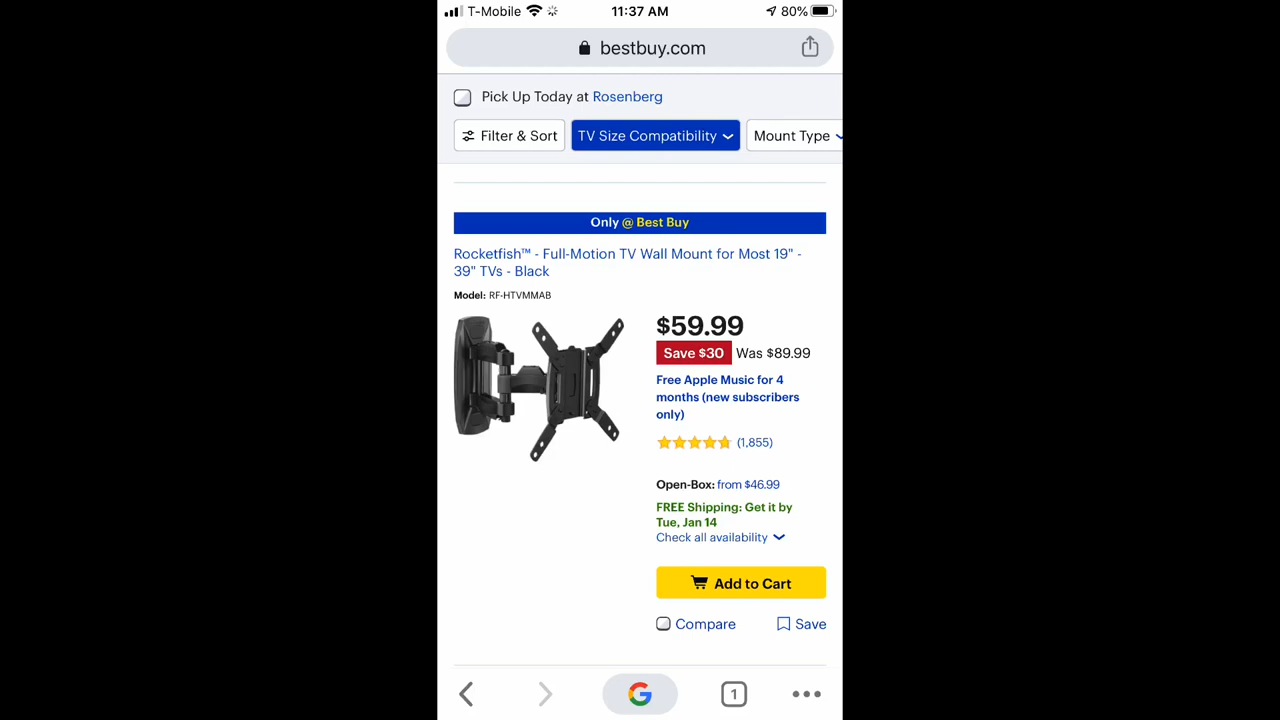 T-Mobile 11:37 AM 80%
bestbuy.com
Pick Up Today at Rosenberg
Filter & Sort TV Size Compatibility Mount Type
Only @ Best Buy
Rocketfish™ - Full-Motion TV Wall Mount for Most 19" -
39" TVs - Black
Model: RF-HTVMMAB
$59.99
Save $30 Was $89.99
Free Apple Music for 4
months (new subscribers
only)
(1,855)
Open-Box: from $46.99
FREE Shipping: Get it by
Tue, Jan 14
Check all availability
Add to Cart
Compare Save
G 1